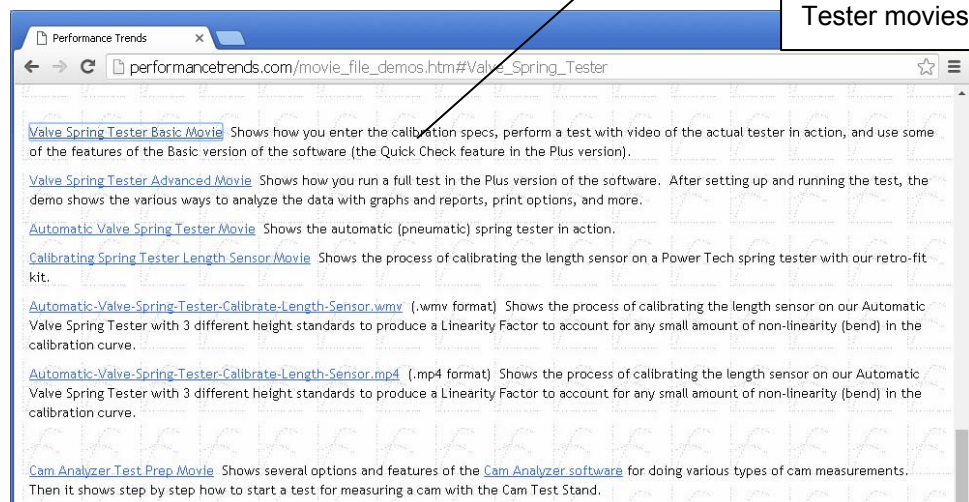 Tester movies
Performance Trends
performancetrends.com/movie_file_demos.htm#Valve_Spring_Tester
Valve Spring Tester Basic Movie Shows how you enter the calibration specs, perform a test with video of the actual tester in action, and use some
of the features of the Basic version of the software (the Quick Check feature in the Plus version).
Valve Spring Tester Advanced Movie Shows how you run a full test in the Plus version of the software. After setting up and running the test, the
demo shows the various ways to analyze the data with graphs and reports, print options, and more.
Automatic Valve Spring Tester Movie Shows the automatic (pneumatic) spring tester in action.
Calibrating Spring Tester Length Sensor Movie Shows the process of calibrating the length sensor on a Power Tech spring tester with our retro-fit
kit.
Automatic-Valve-Spring-Tester-Calibrate-Length-Sensor.wmv (.wmv format) Shows the process of calibrating the length sensor on our Automatic
Valve Spring Tester with 3 different height standards to produce a Linearity Factor to account for any small amount of non-linearity (bend) in the
calibration curve.
Automatic-Valve-Spring-Tester-Calibrate-Length-Sensor.mp4 (.mp4 format) Shows the process of calibrating the length sensor on our Automatic
Valve Spring Tester with 3 different height standards to produce a Linearity Factor to account for any small amount of non-linearity (bend) in the
calibration curve.
Cam Analyzer Test Prep Movie Shows several options and features of the Cam Analyzer software for doing various types of cam measurements.
Then it shows step by step how to start a test for measuring a cam with the Cam Test Stand.